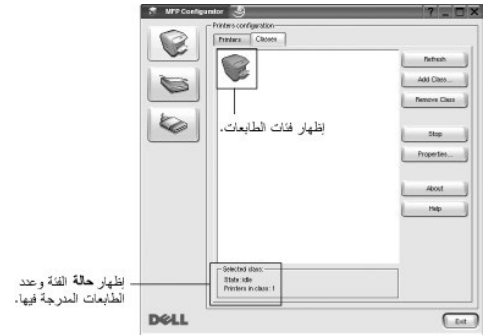 MFP Configurator
Printers configuration
Printers
Classes
Refresh
Add Class...
Remove Class
إظهار فئات الطابعات.
Stop
Properties...
About
Help
Selected class:
State: idle
Printers in class: 1
إظهار حالة الفئة وعدد
الطابعات المدرجة فيها.
DELL
Exit